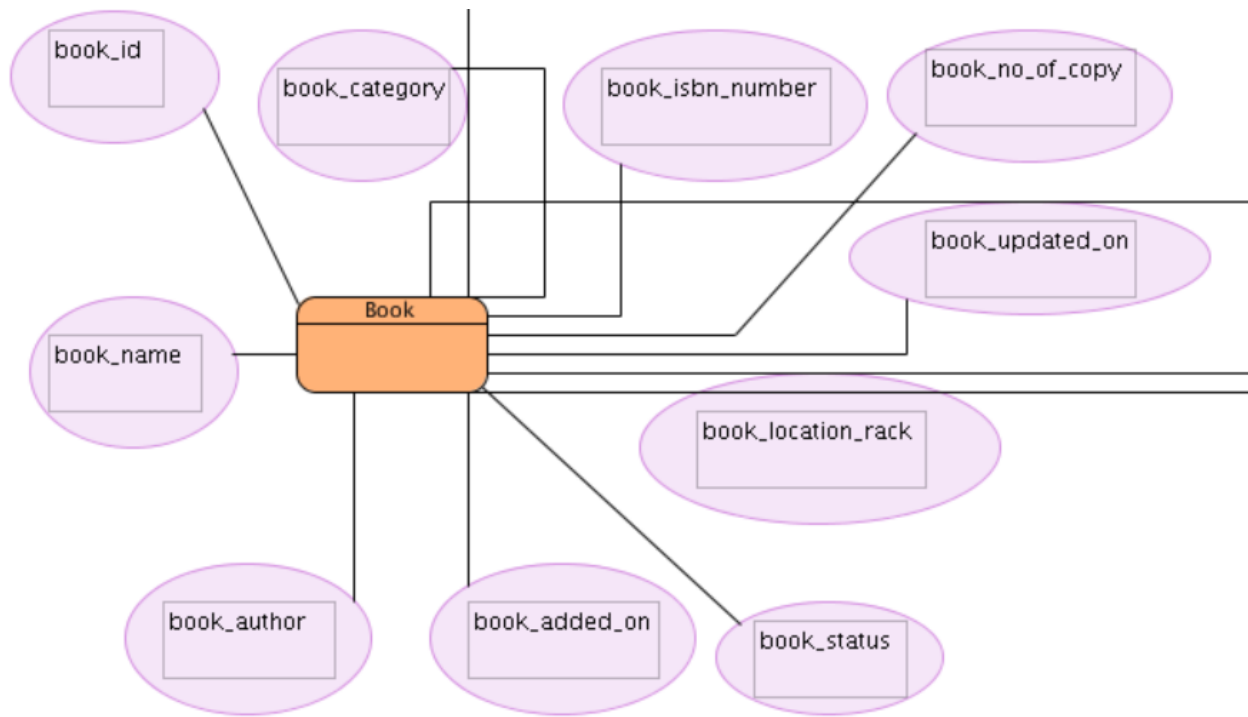 book_id
book_category
book_isbn_number
book_no_of_copy
book_updated_on
Book
book_name
book_location_rack
book_author
book_added_on
book_status